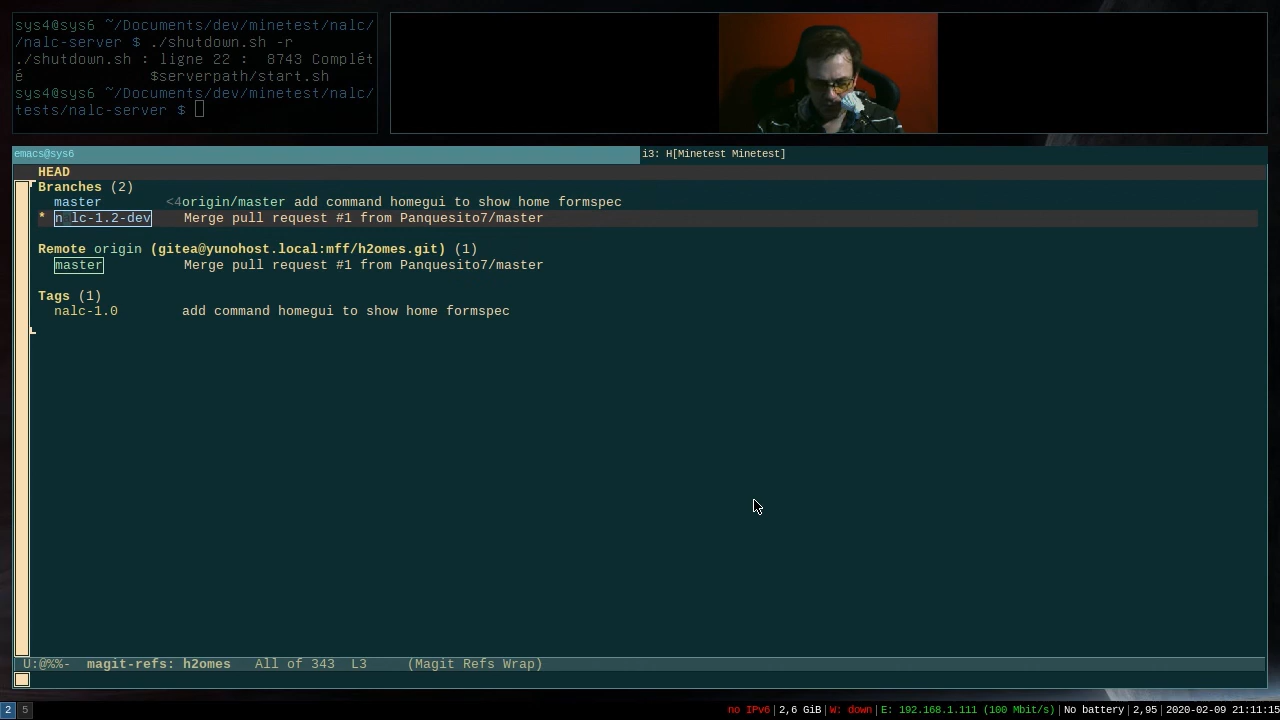 sys4@sys6 ~/Documents/dev/minetest/nalc/
/nalc-server $ ./shutdown.sh -r
./shutdown.sh : ligne 22 :  8743 Complét
é             $serverpath/start.sh
sys4@sys6 ~/Documents/dev/minetest/nalc/
tests/nalc-server $
emacs@sys6
i3: H[Minetest Minetest]
HEAD
Branches (2)
master <4origin/master add command homegui to show home formspec
* nalc-1.2-dev Merge pull request #1 from Panquesito7/master
Remote origin (gitea@yunohost.local:mff/h2omes.git) (1)
master Merge pull request #1 from Panquesito7/master
Tags (1)
nalc-1.0 add command homegui to show home formspec
U:@%%- magit-refs: h2omes All of 343 L3 (Magit Refs Wrap)
2 5 no IPv6|2,6 GiB|W: down|E: 192.168.1.111 (100 Mbit/s)|No battery|2,95|2020-02-09 21:11:15